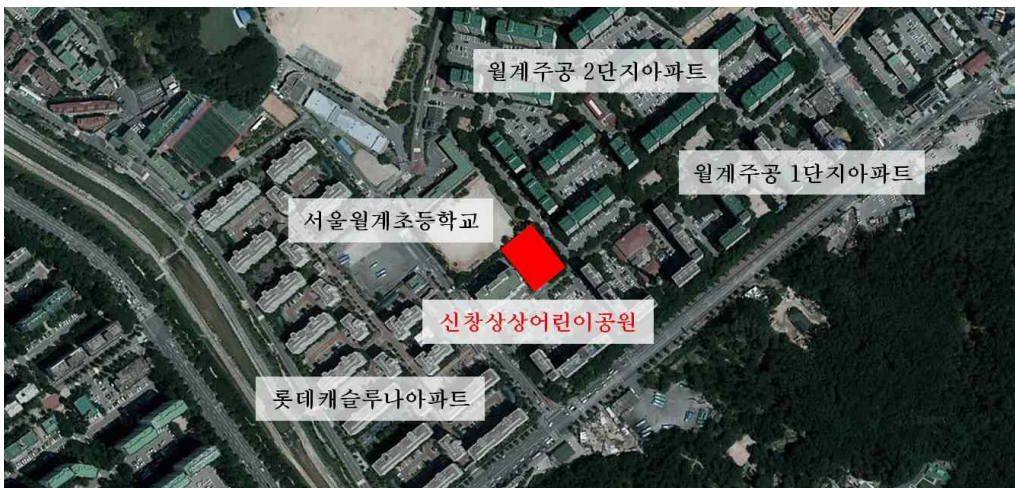 월계주공 2단지아파트
월계주공 1단지아파트
서울월계초등학교
신창상상어린이공원
롯데캐슬루나아파트